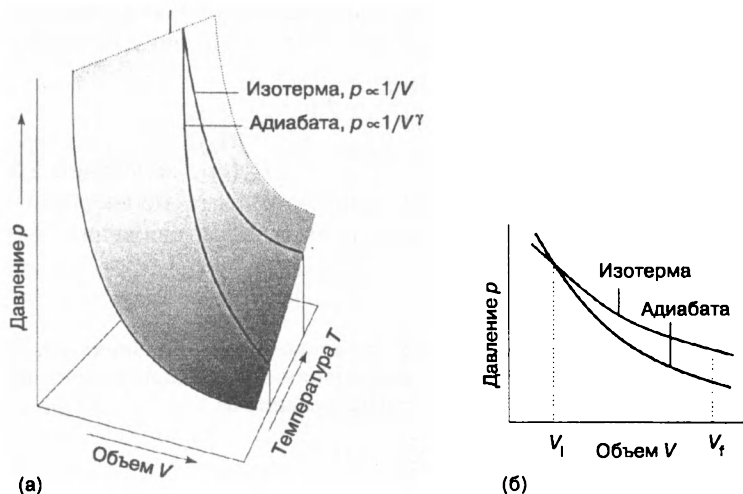 Изотерма, p ∝ 1/V
Адиабата, p ∝ 1/V^γ
Давление p
Температура T
Объем V
(а)
Изотерма
Адиабата
Давление p
V_I
Объем V
V_f
(б)